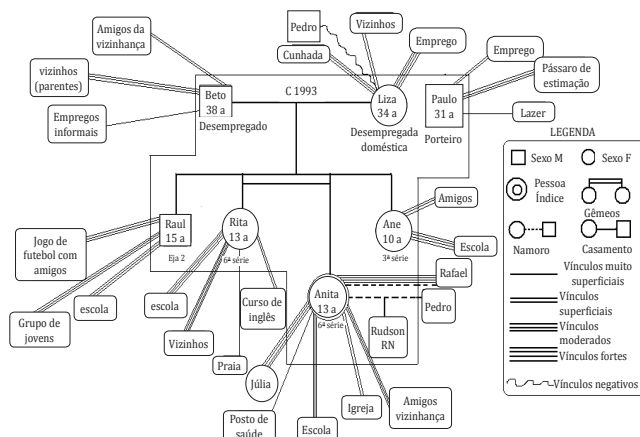 Amigos da
vizinhança
Pedro
Vizinhos
Cunhada
Emprego
Emprego
Pássaro de
estimação
Lazer
vizinhos
(parentes)
Empregos
informais
Beto
38 a
Desempregado
C 1993
Liza
34 a
Desempregada
doméstica
Paulo
31 a
Porteiro
LEGENDA
Sexo M
Sexo F
Pessoa
Índice
Gêmeos
Namoro
Casamento
Vínculos muito
superficiais
Vínculos
superficiais
Vínculos
moderados
Vínculos fortes
Vínculos negativos
Raul
15 a
Eja 2
Rita
13 a
6ª série
Ane
10 a
3ª série
Amigos
Escola
Jogo de
futebol com
amigos
Grupo de
jovens
escola
escola
Vizinhos
Praia
Curso de
inglês
Anita
13 a
6ª série
Rafael
Pedro
Rudson
RN
Júlia
Posto de
saúde
Escola
Igreja
Amigos
vizinhança